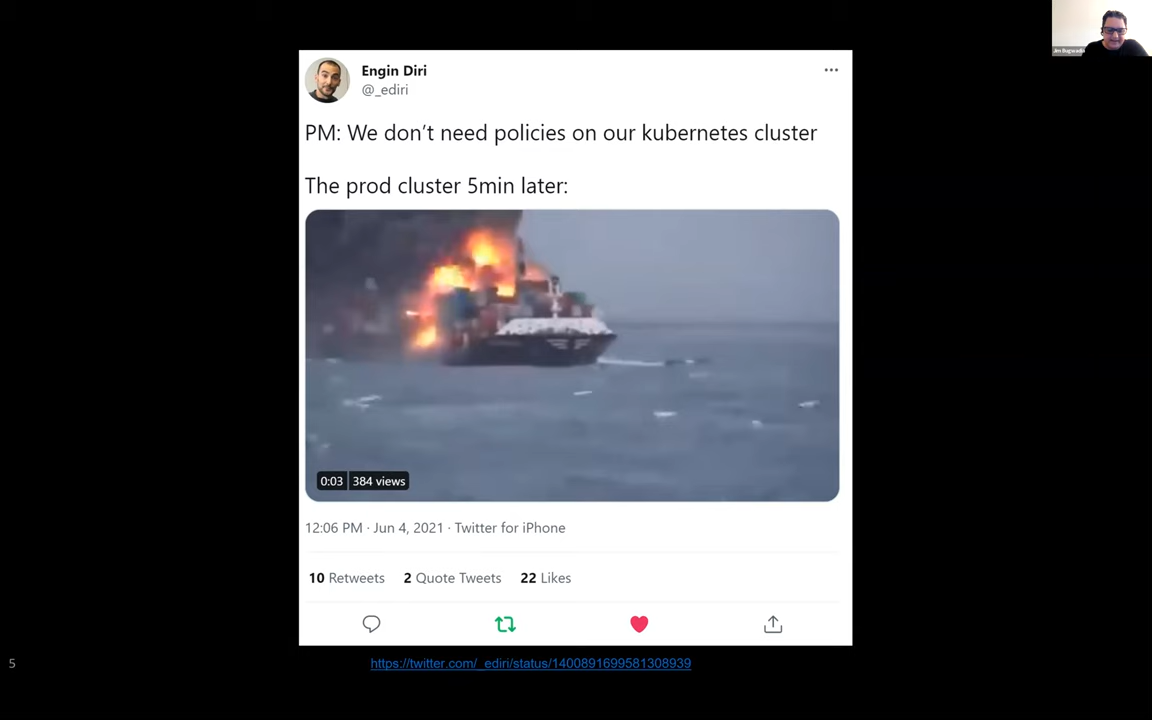 Engin Diri
@_ediri
PM: We don't need policies on our kubernetes cluster
The prod cluster 5min later:
0:03 384 views
12:06 PM · Jun 4, 2021 · Twitter for iPhone
10 Retweets 2 Quote Tweets 22 Likes
5
https://twitter.com/_ediri/status/1400891699581308939